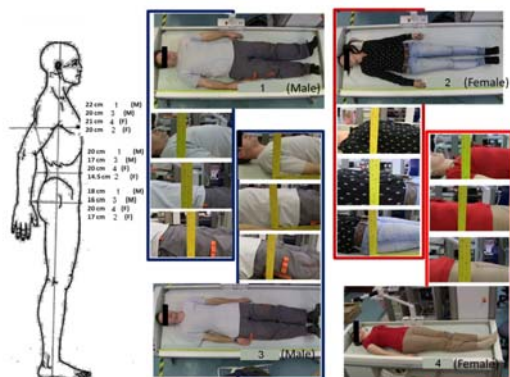 22 cm 1 (M)
20 cm 3 (M)
21 cm 4 (F)
20 cm 2 (F)
20 cm 1 (M)
17 cm 3 (M)
20 cm 4 (F)
14.5 cm 2 (F)
18 cm 1 (M)
16 cm 3 (M)
20 cm 4 (F)
17 cm 2 (F)
1 (Male)
2 (Female)
3 (Male)
4 (Female)